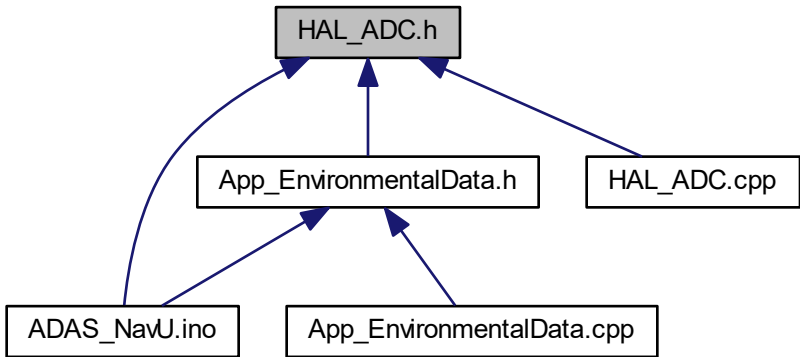 HAL_ADC.h
App_EnvironmentalData.h
HAL_ADC.cpp
ADAS_NavU.ino
App_EnvironmentalData.cpp